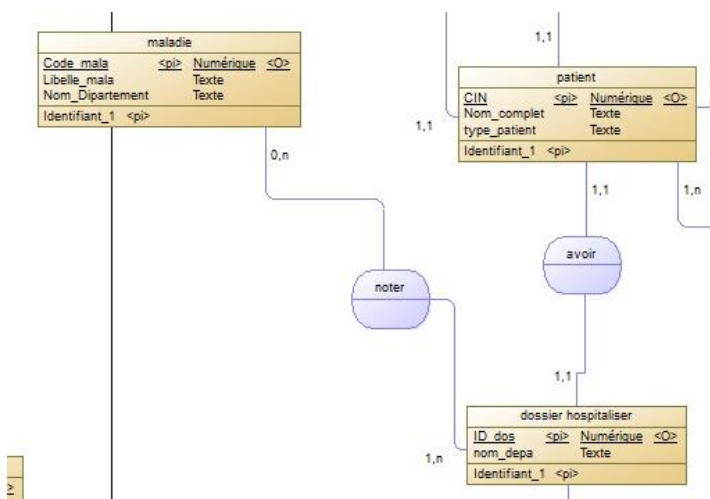 maladie
Code_mala <pi> Numérique <O>
Libelle_mala Texte
Nom_Dipartement Texte
Identifiant_1 <pi>
1,1
patient
CIN <pi> Numérique <O>
Nom_complet Texte
type_patient Texte
Identifiant_1 <pi>
1,1
0,n
1,1
1,n
avoir
noter
1,1
dossier hospitaliser
ID_dos <pi> Numérique <O>
nom_depa Texte
Identifiant_1 <pi>
1,n